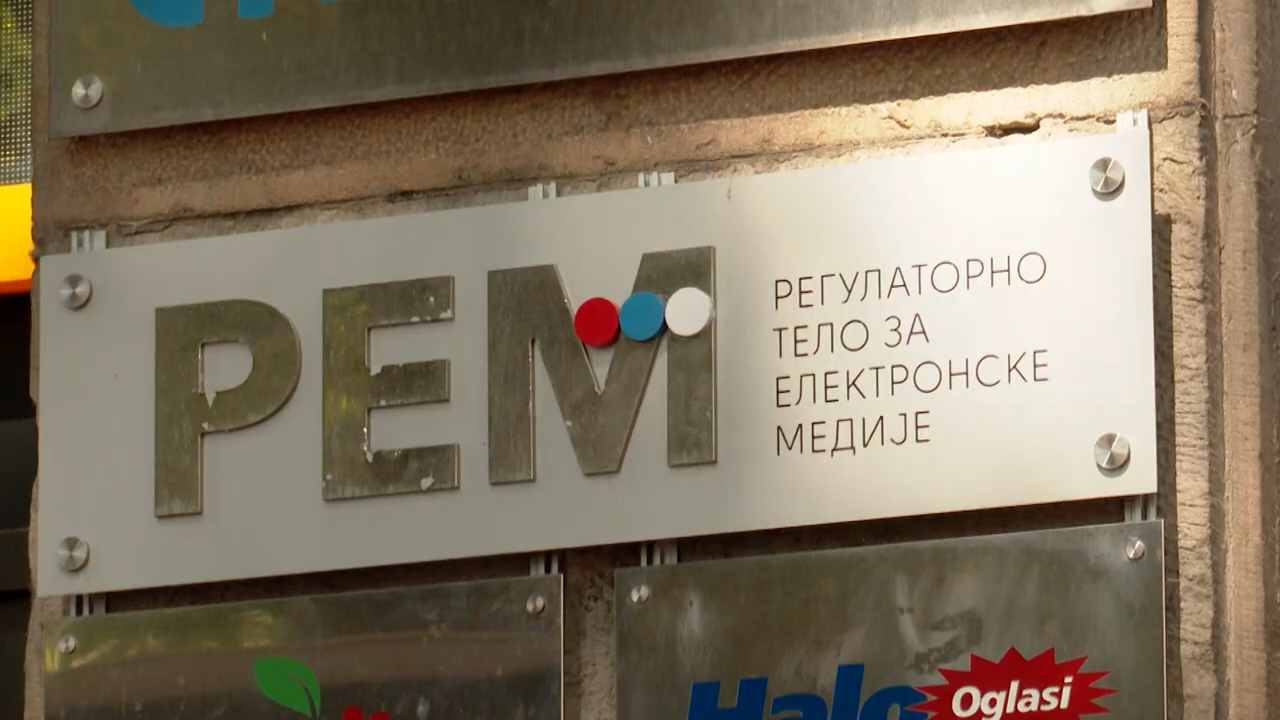 РЕМ
РЕГУЛАТОРНО
ТЕЛО ЗА
ЕЛЕКТРОНСКЕ
МЕДИЈЕ
Halo
Oglasi